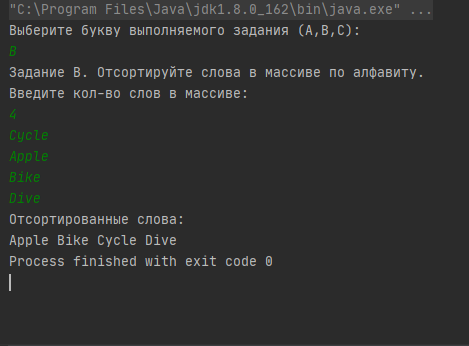 "C:\Program Files\Java\jdk1.8.0_162\bin\java.exe" ...
Выберите букву выполняемого задания (A,B,C):
B
Задание B. Отсортируйте слова в массиве по алфавиту.
Введите кол-во слов в массиве:
4
Cycle
Apple
Bike
Dive
Отсортированные слова:
Apple Bike Cycle Dive
Process finished with exit code 0